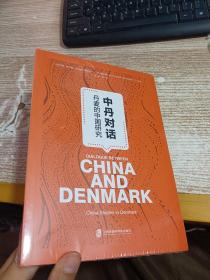 中丹对话
丹麦的中国研究
DIALOGUE BETWEEN
CHINA
AND
DENMARK
China Studies in Denmark